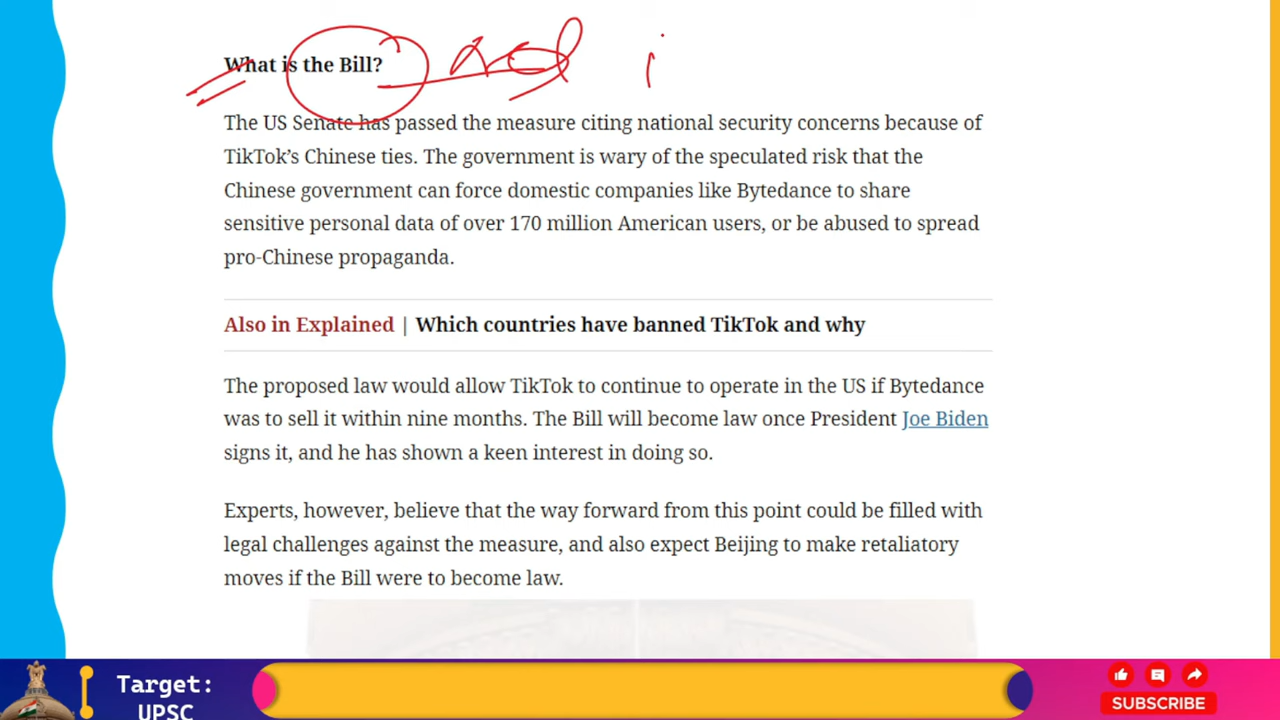 What is the Bill?
The US Senate has passed the measure citing national security concerns because of
TikTok’s Chinese ties. The government is wary of the speculated risk that the
Chinese government can force domestic companies like Bytedance to share
sensitive personal data of over 170 million American users, or be abused to spread
pro-Chinese propaganda.
Also in Explained | Which countries have banned TikTok and why
The proposed law would allow TikTok to continue to operate in the US if Bytedance
was to sell it within nine months. The Bill will become law once President Joe Biden
signs it, and he has shown a keen interest in doing so.
Experts, however, believe that the way forward from this point could be filled with
legal challenges against the measure, and also expect Beijing to make retaliatory
moves if the Bill were to become law.
Target:
UPSC
SUBSCRIBE